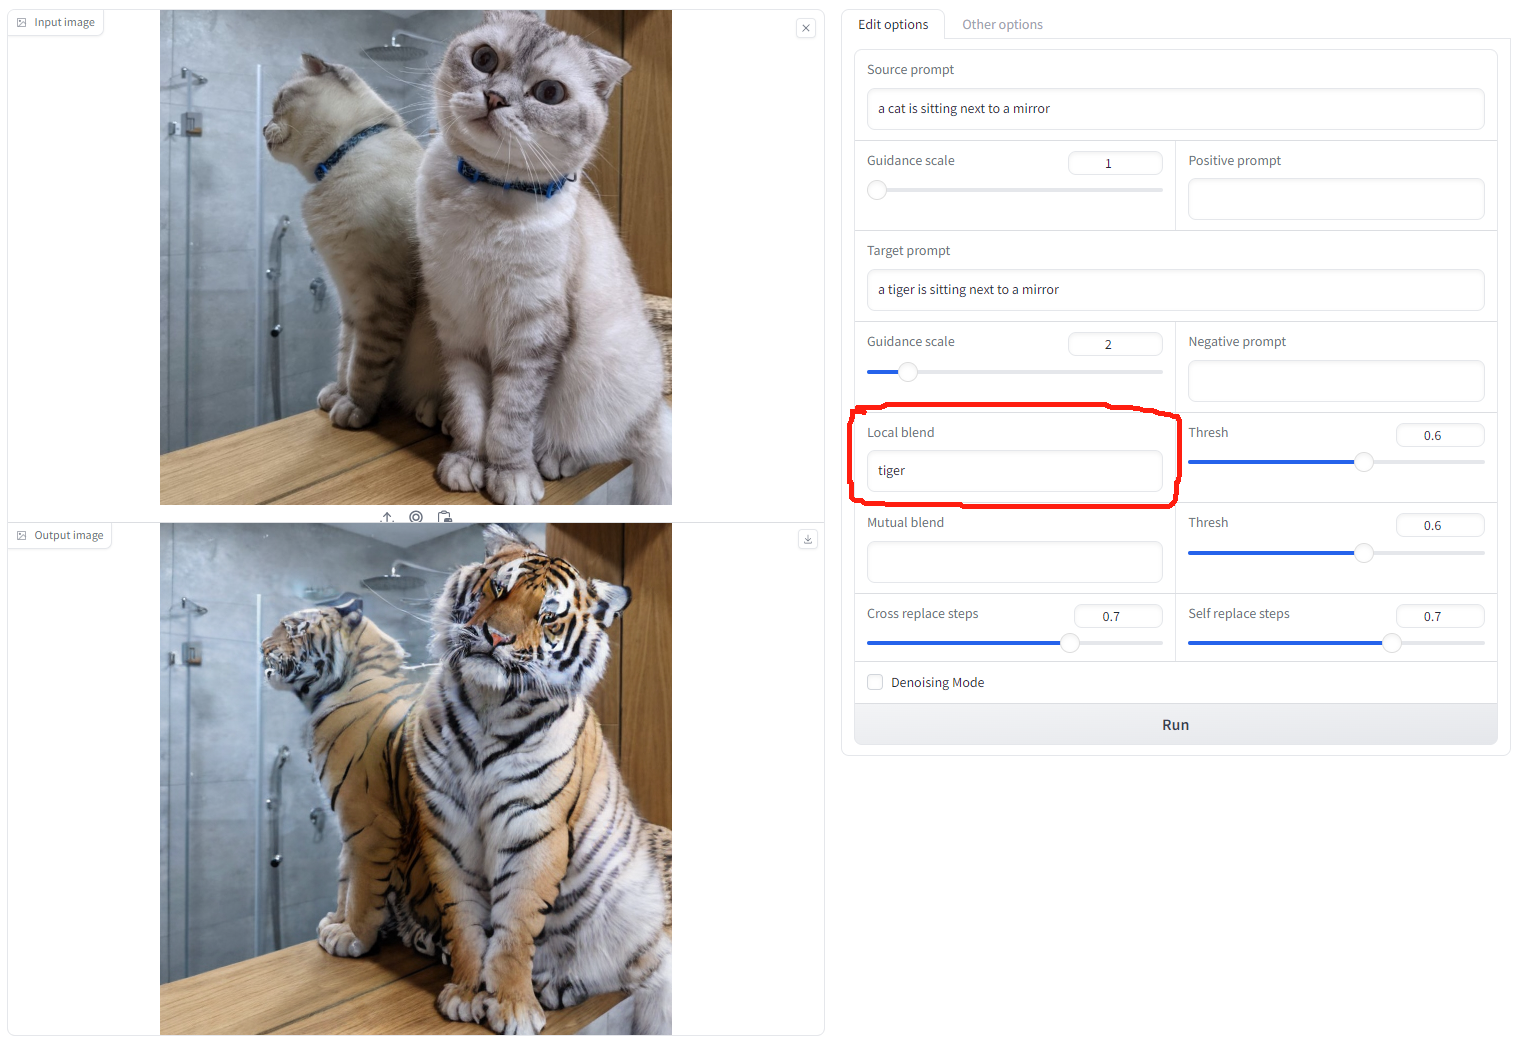 Input image
Output image
Edit options
Other options
Source prompt
a cat is sitting next to a mirror
Guidance scale
1
Positive prompt
Target prompt
a tiger is sitting next to a mirror
Guidance scale
2
Negative prompt
Local blend
tiger
Thresh
0.6
Mutual blend
Thresh
0.6
Cross replace steps
0.7
Self replace steps
0.7
Denoising Mode
Run